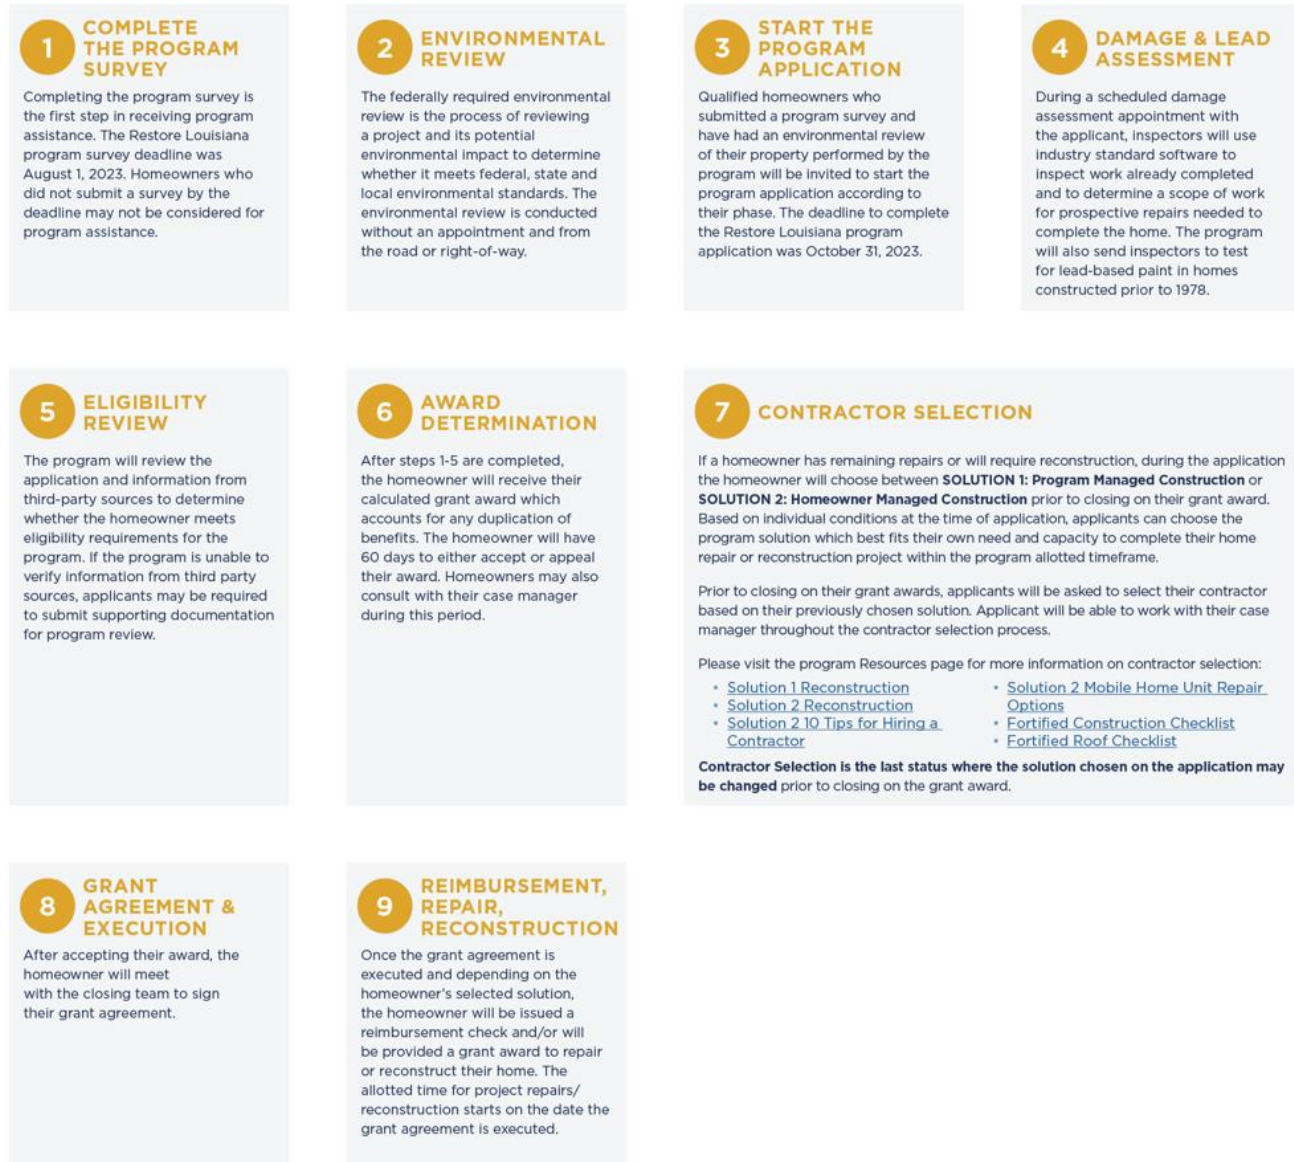 1
COMPLETE
THE PROGRAM
SURVEY
Completing the program survey is
the first step in receiving program
assistance. The Restore Louisiana
program survey deadline was
August 1, 2023. Homeowners who
did not submit a survey by the
deadline may not be considered for
program assistance.
2
ENVIRONMENTAL
REVIEW
The federally required environmental
review is the process of reviewing
a project and its potential
environmental impact to determine
whether it meets federal, state and
local environmental standards. The
environmental review is conducted
without an appointment and from
the road or right-of-way.
3
START THE
PROGRAM
APPLICATION
Qualified homeowners who
submitted a program survey and
have had an environmental review
of their property performed by the
program will be invited to start the
program application according to
their phase. The deadline to complete
the Restore Louisiana program
application was October 31, 2023.
4
DAMAGE & LEAD
ASSESSMENT
During a scheduled damage
assessment appointment with
the applicant, inspectors will use
industry standard software to
inspect work already completed
and to determine a scope of work
for prospective repairs needed to
complete the home. The program
will also send inspectors to test
for lead-based paint in homes
constructed prior to 1978.
5
ELIGIBILITY
REVIEW
The program will review the
application and information from
third-party sources to determine
whether the homeowner meets
eligibility requirements for the
program. If the program is unable to
verify information from third party
sources, applicants may be required
to submit supporting documentation
for program review.
6
AWARD
DETERMINATION
After steps 1-5 are completed,
the homeowner will receive their
calculated grant award which
accounts for any duplication of
benefits. The homeowner will have
60 days to either accept or appeal
their award. Homeowners may also
consult with their case manager
during this period.
7
CONTRACTOR SELECTION
If a homeowner has remaining repairs or will require reconstruction, during the application
the homeowner will choose between SOLUTION 1: Program Managed Construction or
SOLUTION 2: Homeowner Managed Construction prior to closing on their grant award.
Based on individual conditions at the time of application, applicants can choose the
program solution which best fits their own need and capacity to complete their home
repair or reconstruction project within the program allotted timeframe.
Prior to closing on their grant awards, applicants will be asked to select their contractor
based on their previously chosen solution. Applicant will be able to work with their case
manager throughout the contractor selection process.
Please visit the program Resources page for more information on contractor selection:
• Solution 1 Reconstruction
• Solution 2 Reconstruction
• Solution 2 10 Tips for Hiring a
Contractor
• Solution 2 Mobile Home Unit Repair
Options
• Fortified Construction Checklist
• Fortified Roof Checklist
Contractor Selection is the last status where the solution chosen on the application may
be changed prior to closing on the grant award.
8
GRANT
AGREEMENT &
EXECUTION
After accepting their award, the
homeowner will meet
with the closing team to sign
their grant agreement.
9
REIMBURSEMENT,
REPAIR,
RECONSTRUCTION
Once the grant agreement is
executed and depending on the
homeowner's selected solution,
the homeowner will be issued a
reimbursement check and/or will
be provided a grant award to repair
or reconstruct their home. The
allotted time for project repairs/
reconstruction starts on the date the
grant agreement is executed.